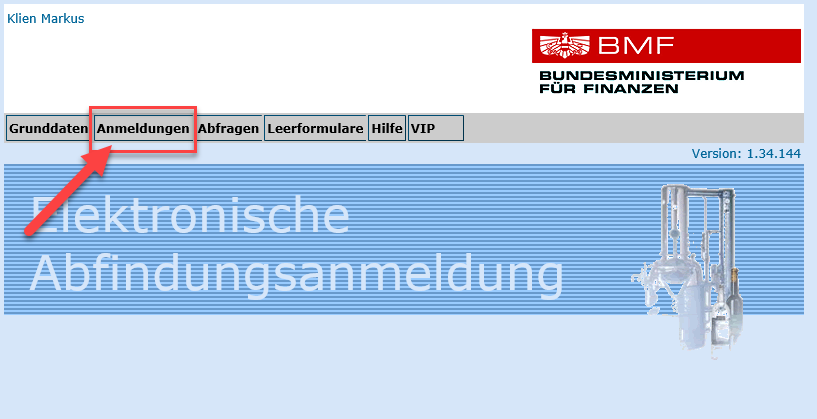 Klien Markus
BMF
BUNDESMINISTERIUM
FÜR FINANZEN
Grunddaten Anmeldungen Abfragen Leerformulare Hilfe VIP
Version: 1.34.144
Elektronische
Abfindungsanmeldung